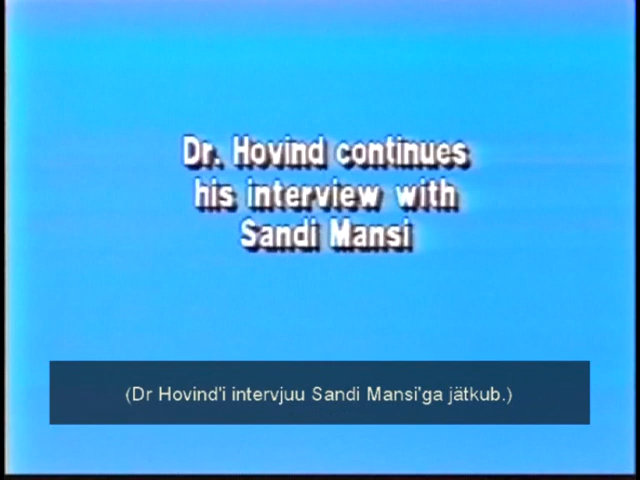 Dr. Hovind continues
his interview with
Sandi Mansi
(Dr Hovind'i intervjuu Sandi Mansi'ga jätkub.)